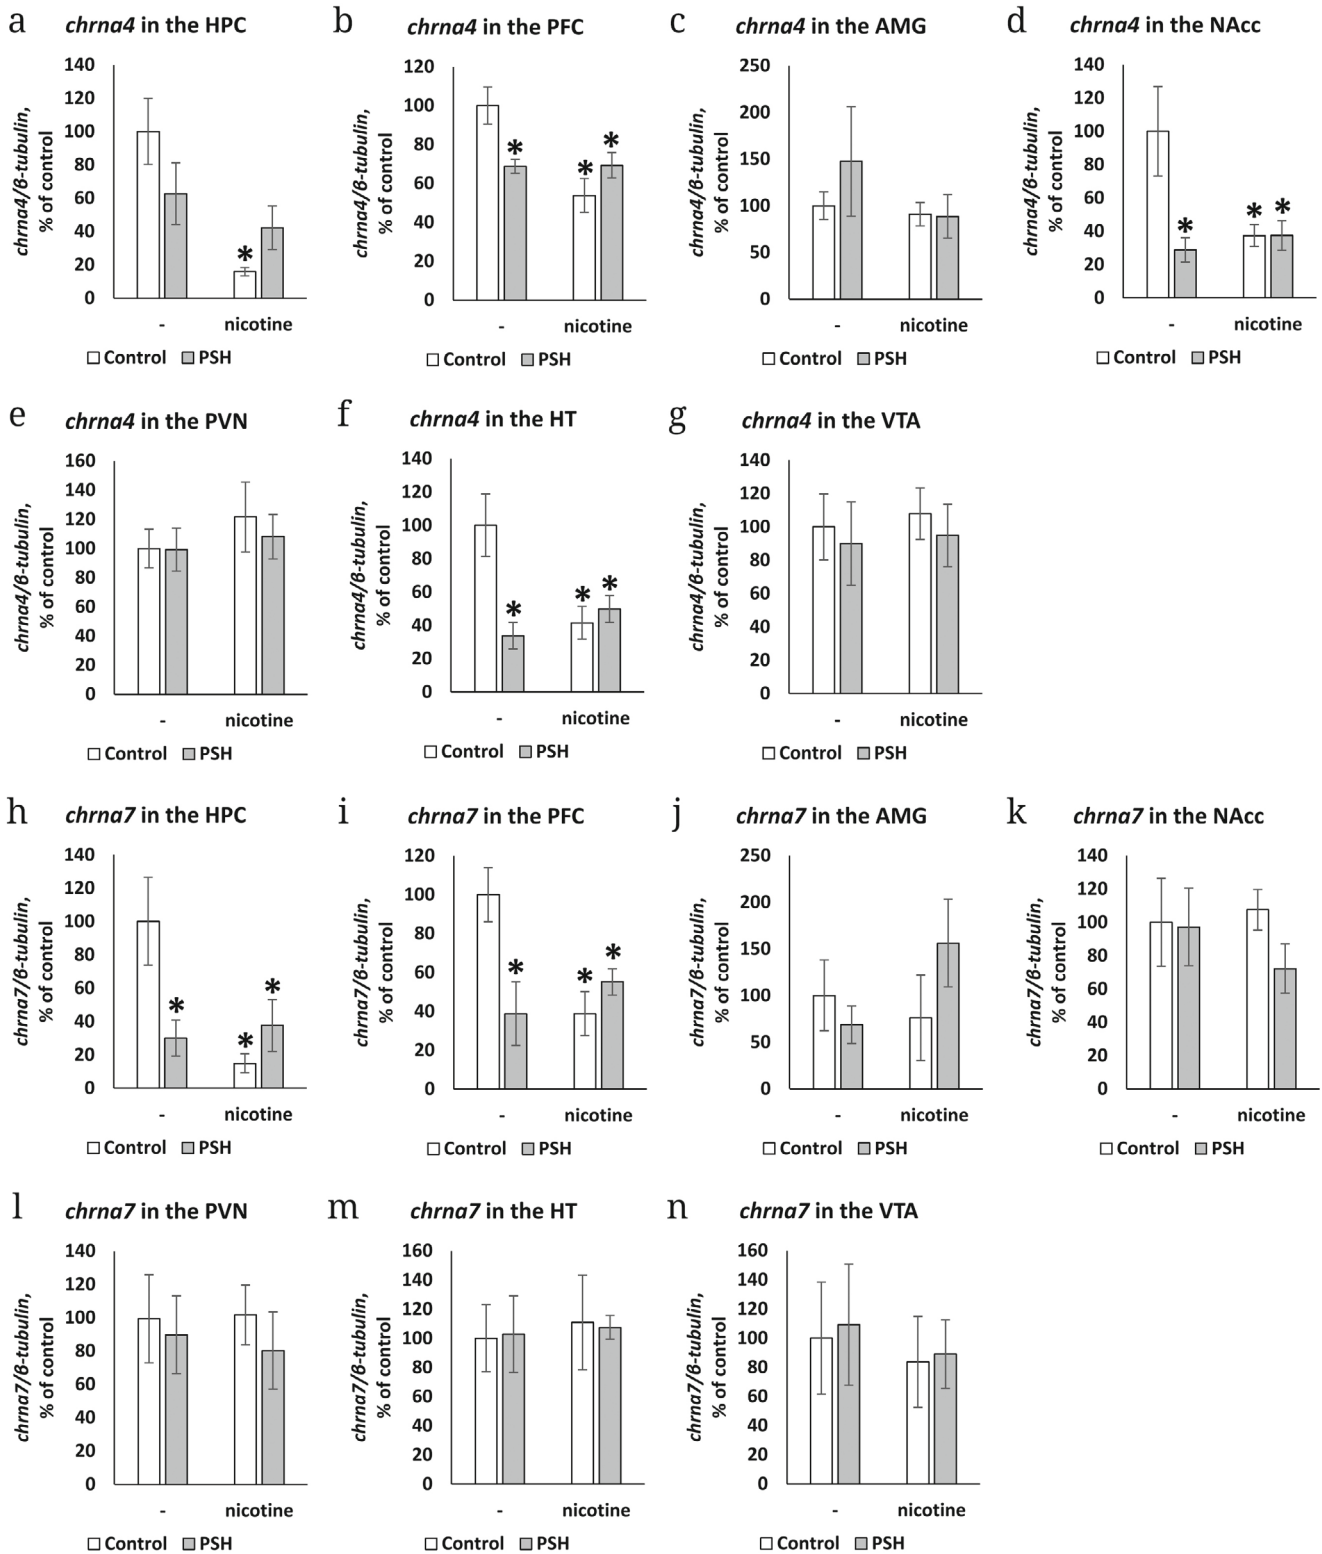 a chrna4 in the HPC
chrna4/β-tubulin,
% of control
140
120
100
80
60
40
20
0
*
- nicotine
Control PSH
b chrna4 in the PFC
chrna4/β-tubulin,
% of control
120
100
80
60
40
20
0
* * *
- nicotine
Control PSH
c chrna4 in the AMG
chrna4/β-tubulin,
% of control
250
200
150
100
50
0
- nicotine
Control PSH
d chrna4 in the NAcc
chrna4/β-tubulin,
% of control
140
120
100
80
60
40
20
0
* * *
- nicotine
Control PSH
e chrna4 in the PVN
chrna4/β-tubulin,
% of control
160
140
120
100
80
60
40
20
0
- nicotine
Control PSH
f chrna4 in the HT
chrna4/β-tubulin,
% of control
140
120
100
80
60
40
20
0
* * *
- nicotine
Control PSH
g chrna4 in the VTA
chrna4/β-tubulin,
% of control
140
120
100
80
60
40
20
0
- nicotine
Control PSH
h chrna7 in the HPC
chrna7/β-tubulin,
% of control
140
120
100
80
60
40
20
0
* * *
- nicotine
Control PSH
i chrna7 in the PFC
chrna7/β-tubulin,
% of control
120
100
80
60
40
20
0
* * *
- nicotine
Control PSH
j chrna7 in the AMG
chrna7/β-tubulin,
% of control
250
200
150
100
50
0
- nicotine
Control PSH
k chrna7 in the NAcc
chrna7/β-tubulin,
% of control
140
120
100
80
60
40
20
0
- nicotine
Control PSH
l chrna7 in the PVN
chrna7/β-tubulin,
% of control
140
120
100
80
60
40
20
0
- nicotine
Control PSH
m chrna7 in the HT
chrna7/β-tubulin,
% of control
160
140
120
100
80
60
40
20
0
- nicotine
Control PSH
n chrna7 in the VTA
chrna7/β-tubulin,
% of control
160
140
120
100
80
60
40
20
0
- nicotine
Control PSH